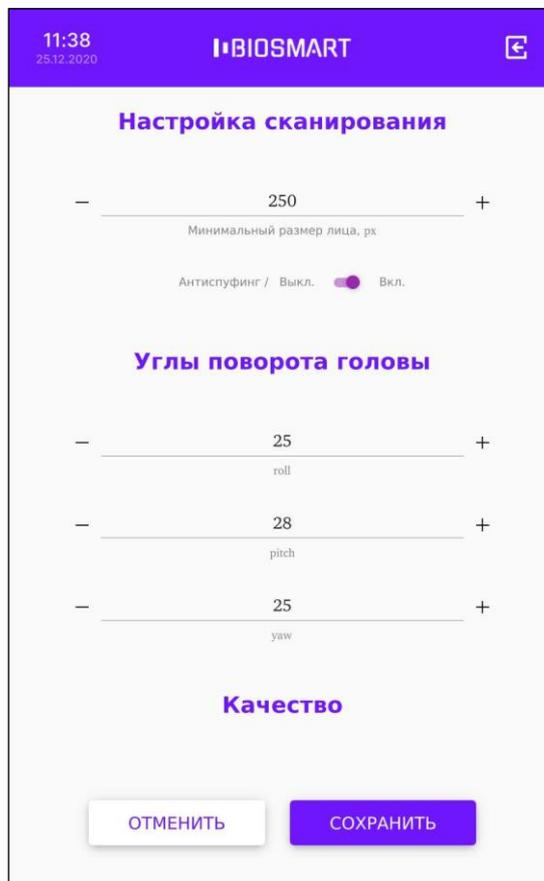 11:38
25.12.2020
BIOSMART
Настройка сканирования
− 250 +
Минимальный размер лица, px
Антиспуфинг / Выкл. Вкл.
Углы поворота головы
− 25 +
roll
− 28 +
pitch
− 25 +
yaw
Качество
ОТМЕНИТЬ СОХРАНИТЬ